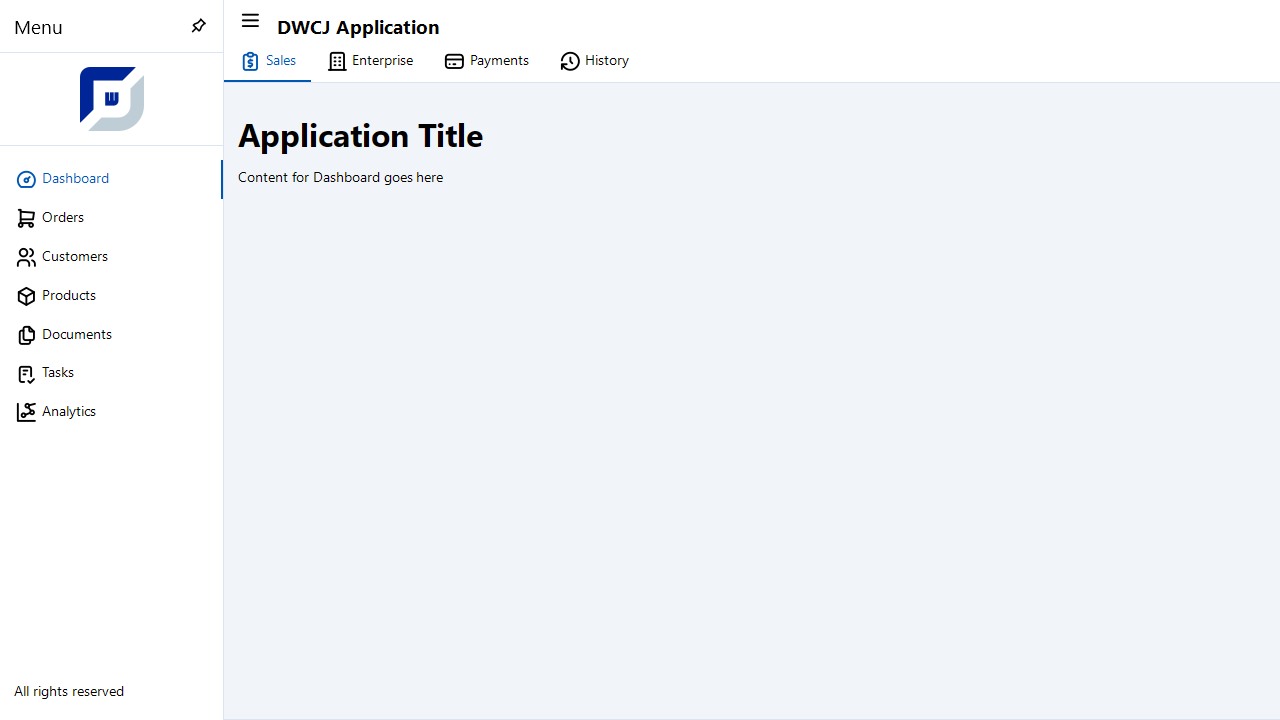 Menu
DWCJ Application
Sales Enterprise Payments History
W
Application Title
Content for Dashboard goes here
Dashboard
Orders
Customers
Products
Documents
Tasks
Analytics
All rights reserved